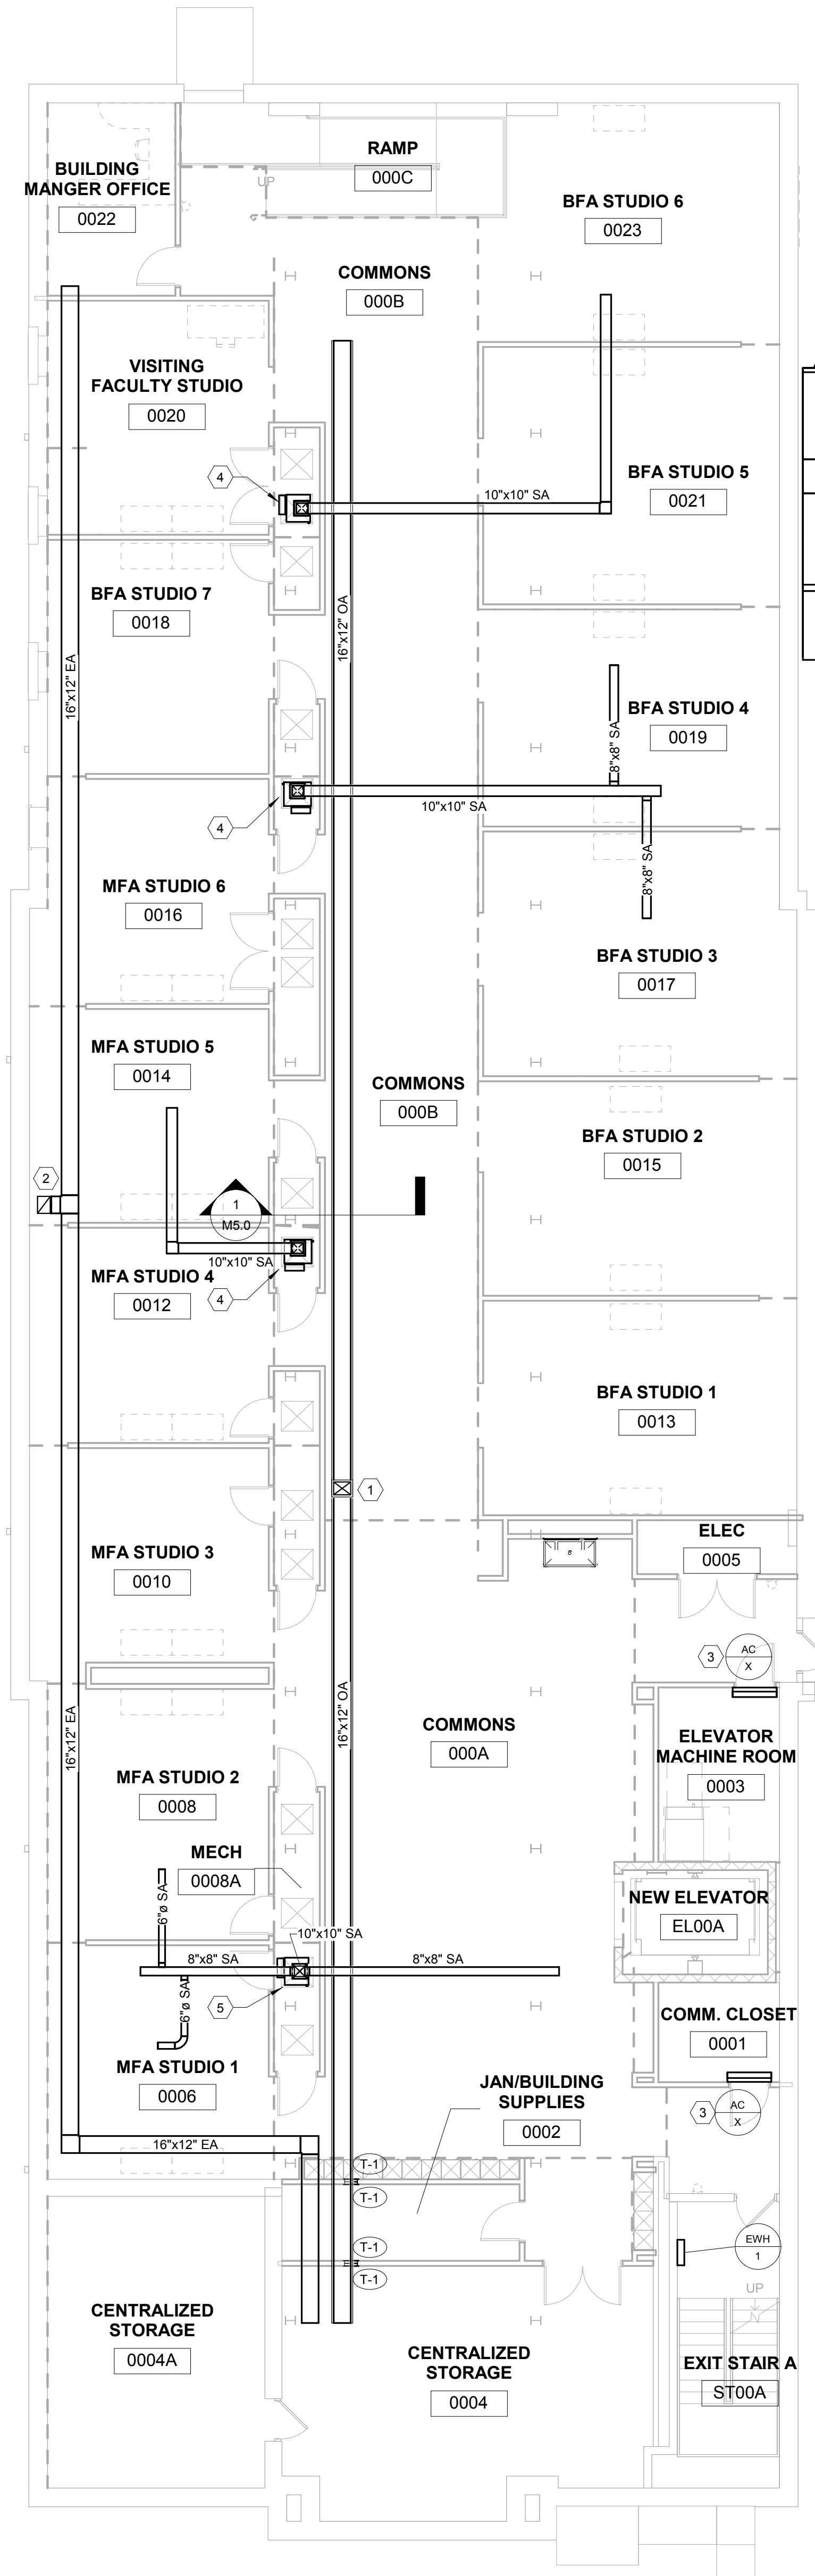 RAMP
000C
BUILDING
MANGER OFFICE
0022
UP
BFA STUDIO 6
0023
COMMONS
000B
VISITING
FACULTY STUDIO
0020
4
10"x10" SA
BFA STUDIO 5
0021
BFA STUDIO 7
0018
16"x12" OA
16"x12" EA
BFA STUDIO 4
0019
8"x8" SA
10"x10" SA
4
8"x8" SA
MFA STUDIO 6
0016
BFA STUDIO 3
0017
MFA STUDIO 5
0014
COMMONS
000B
BFA STUDIO 2
0015
2
1
M5.0
10"x10" SA
MFA STUDIO 4
0012
4
BFA STUDIO 1
0013
1
ELEC
0005
MFA STUDIO 3
0010
3
AC
X
16"x12" EA
16"x12" OA
COMMONS
000A
ELEVATOR
MACHINE ROOM
0003
MFA STUDIO 2
0008
MECH
0008A
NEW ELEVATOR
EL00A
6"ø SA
10"x10" SA
8"x8" SA
8"x8" SA
6"ø SA
5
COMM. CLOSET
0001
MFA STUDIO 1
0006
JAN/BUILDING
SUPPLIES
0002
3
AC
X
16"x12" EA
T-1
T-1
T-1
T-1
EWH
1
UP
CENTRALIZED
STORAGE
0004A
CENTRALIZED
STORAGE
0004
EXIT STAIR A
ST00A